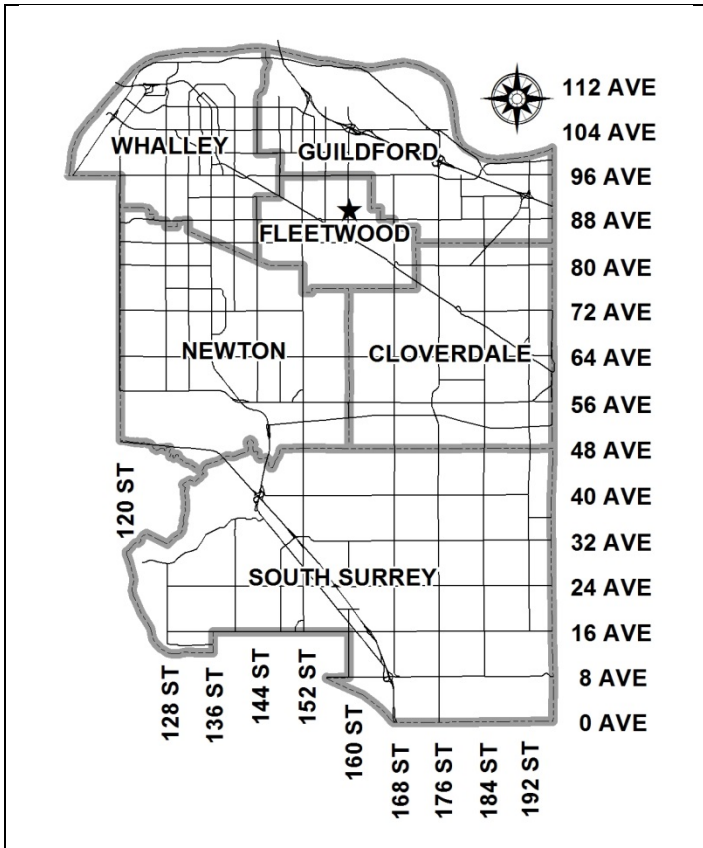 112 AVE
104 AVE
WHALLEY
GUILDFORD
96 AVE
88 AVE
FLEETWOOD
80 AVE
72 AVE
NEWTON
CLOVERDALE
64 AVE
56 AVE
48 AVE
120 ST
40 AVE
32 AVE
SOUTH SURREY
24 AVE
16 AVE
128 ST
136 ST
144 ST
152 ST
160 ST
8 AVE
0 AVE
168 ST
176 ST
184 ST
192 ST